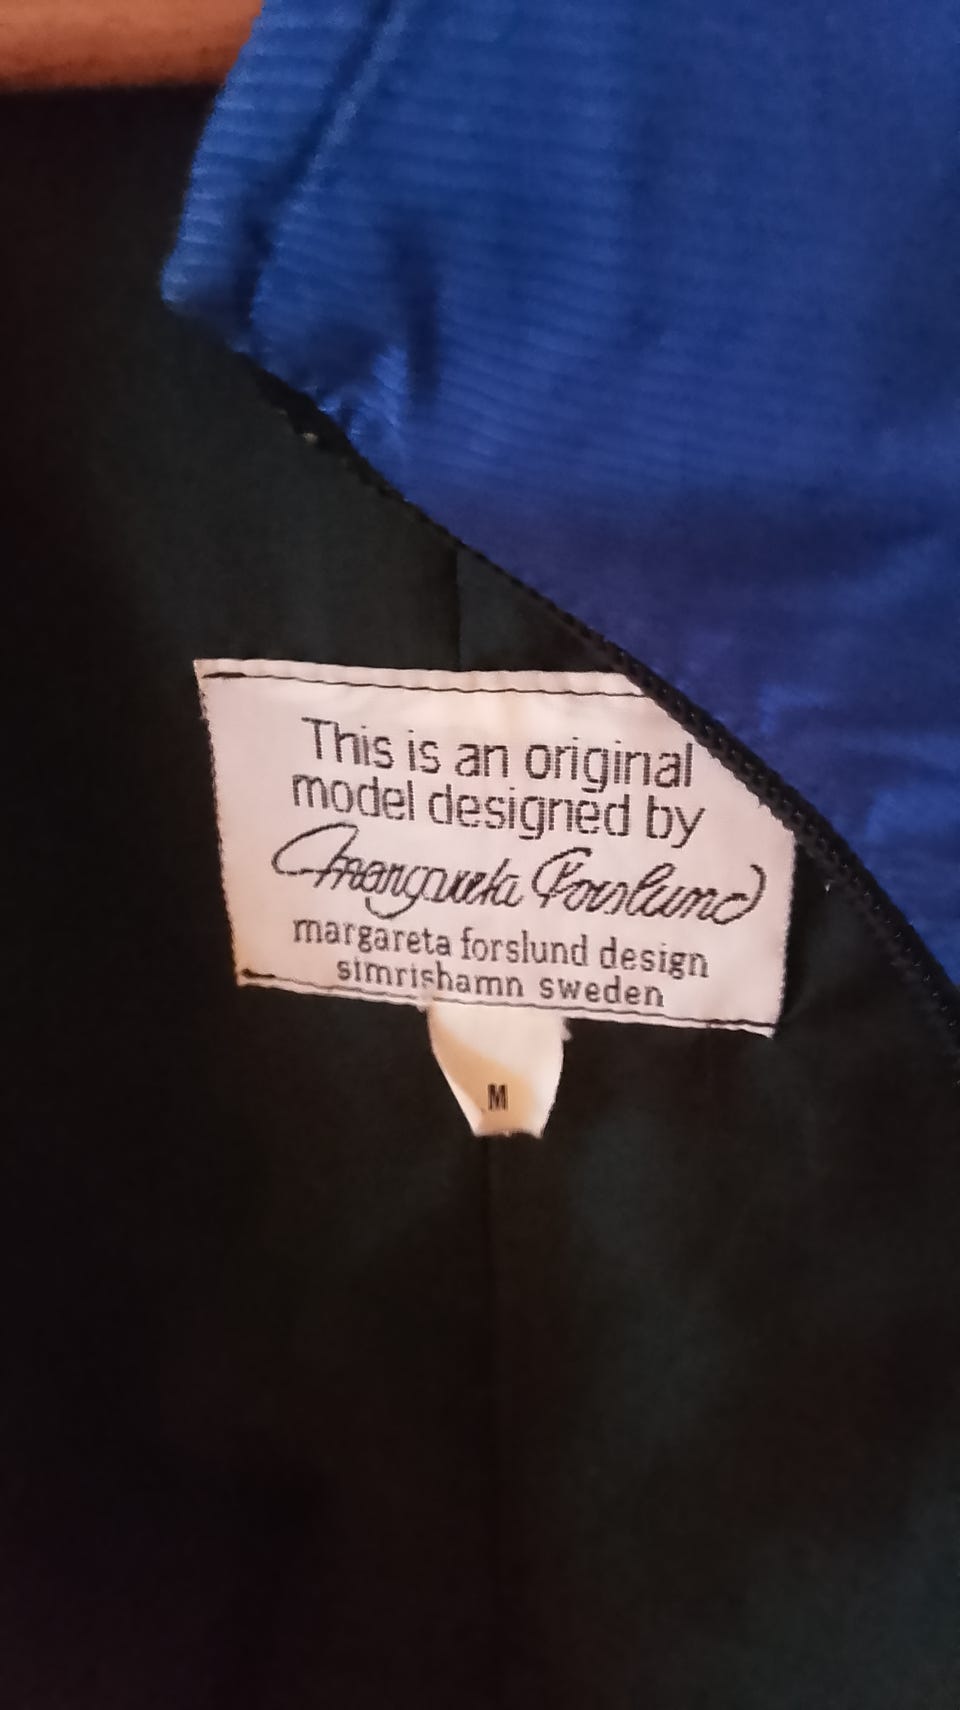 This is an original
model designed by
Margareta Forslund
margareta forslund design
simrishamn sweden
M